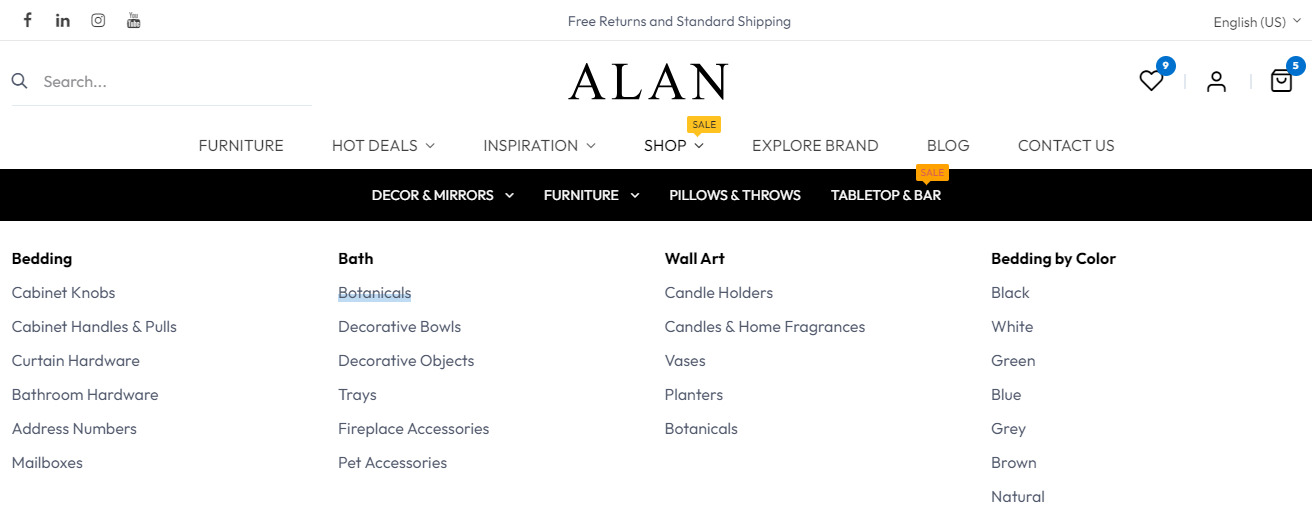 Free Returns and Standard Shipping
English (US)
Search...
ALAN
9
5
SALE
FURNITURE HOT DEALS INSPIRATION SHOP EXPLORE BRAND BLOG CONTACT US
SALE
DECOR & MIRRORS FURNITURE PILLOWS & THROWS TABLETOP & BAR
Bedding
Cabinet Knobs
Cabinet Handles & Pulls
Curtain Hardware
Bathroom Hardware
Address Numbers
Mailboxes
Bath
Botanicals
Decorative Bowls
Decorative Objects
Trays
Fireplace Accessories
Pet Accessories
Wall Art
Candle Holders
Candles & Home Fragrances
Vases
Planters
Botanicals
Bedding by Color
Black
White
Green
Blue
Grey
Brown
Natural